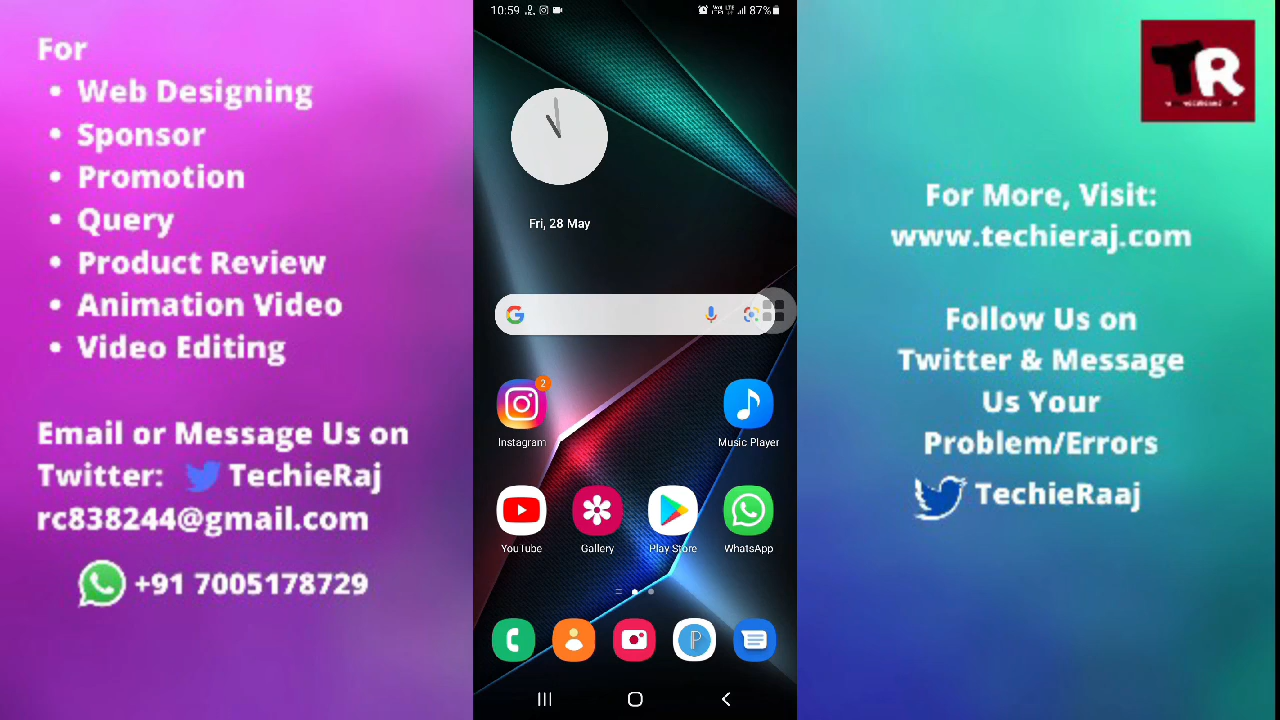 For
• Web Designing
• Sponsor
• Promotion
• Query
• Product Review
• Animation Video
• Video Editing
Email or Message Us on
Twitter: TechieRaj
rc838244@gmail.com
+91 7005178729
10:59
87%
Fri, 28 May
Instagram
2
Music Player
YouTube
Gallery
Play Store
WhatsApp
TR
For More, Visit:
www.techieraj.com
Follow Us on
Twitter & Message
Us Your
Problem/Errors
TechieRaaj